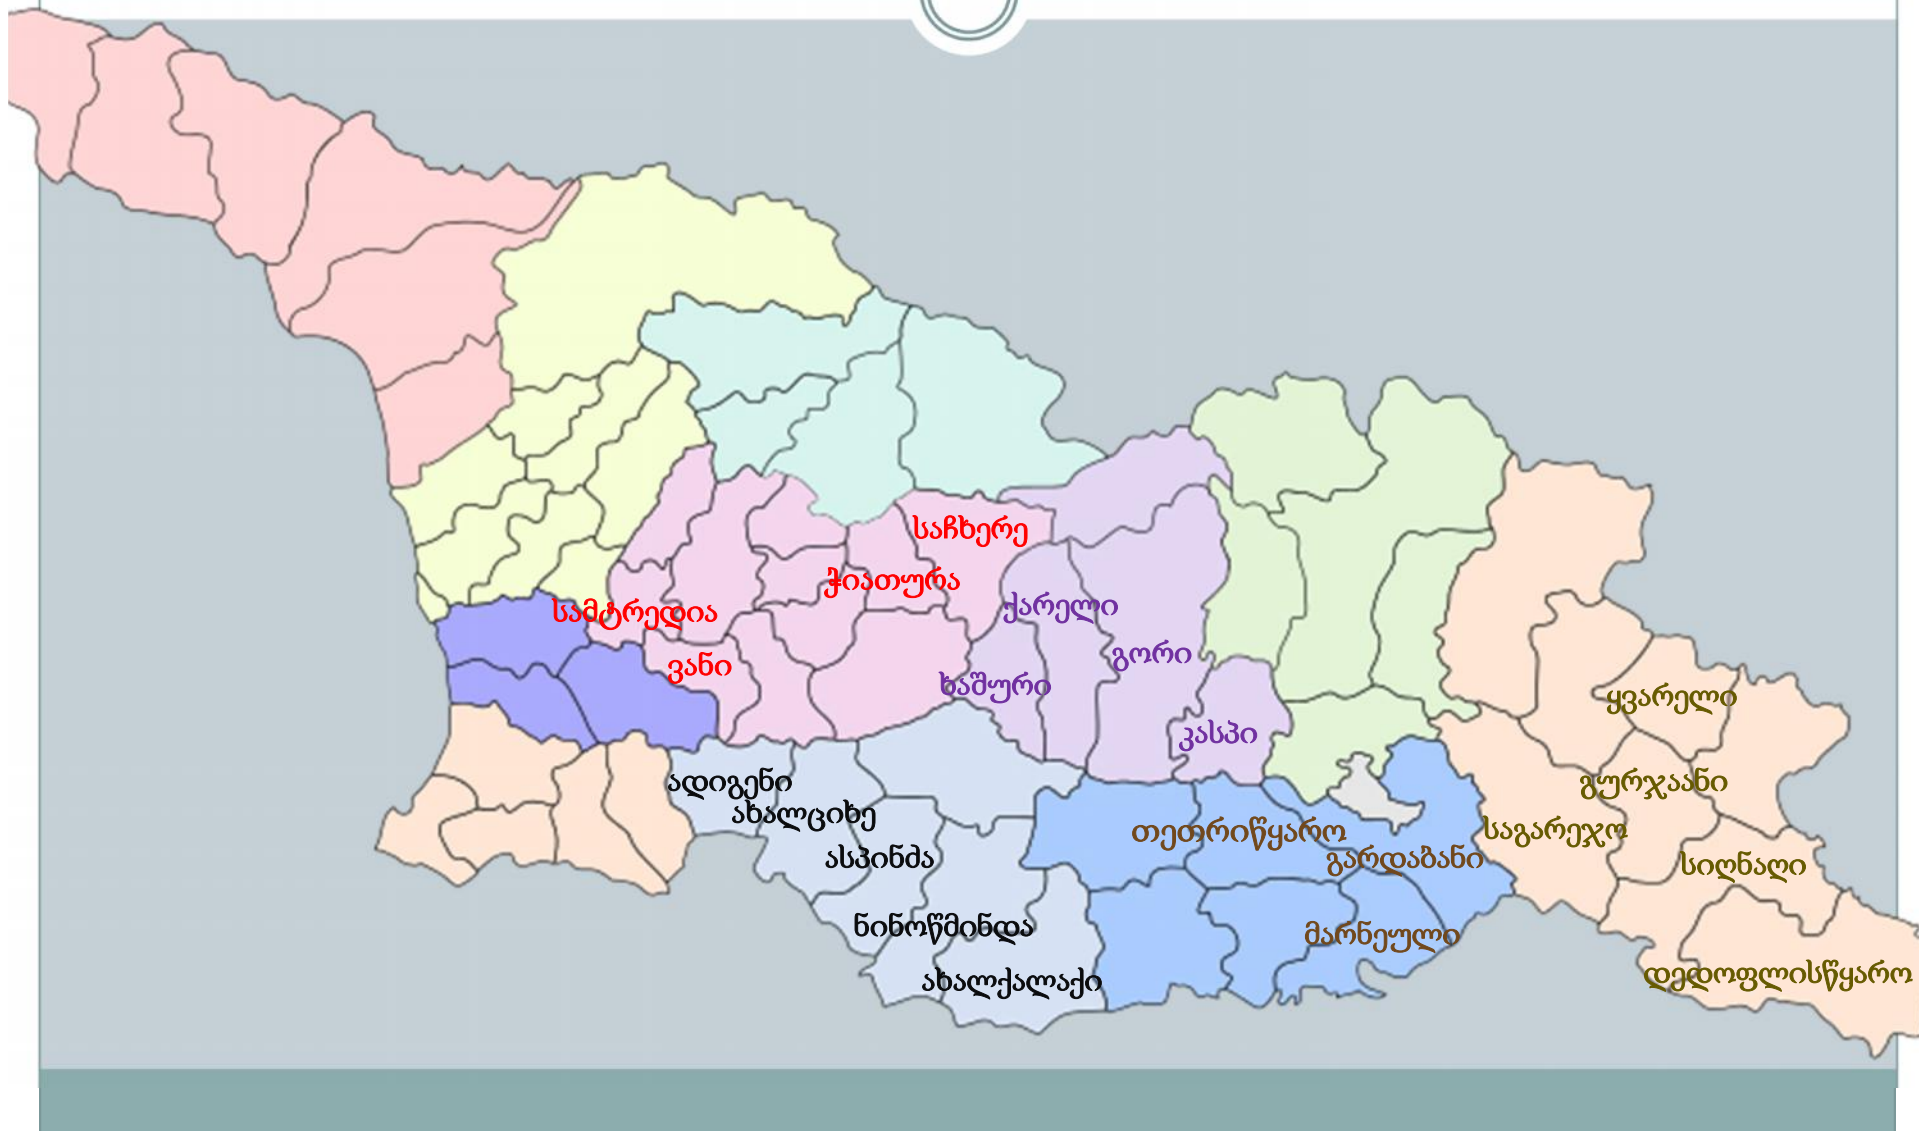 საჩხერე
ჭიათურა
სამტრედია
ვანი
ქარელი
გორი
ხაშური
კასპი
ადიგენი
ახალციხე
ასპინძა
ნინოწმინდა
ახალქალაქი
თეთრიწყარო
გარდაბანი
მარნეული
ყვარელი
გურჯაანი
საგარეჯო
სიღნაღი
დედოფლისწყარო